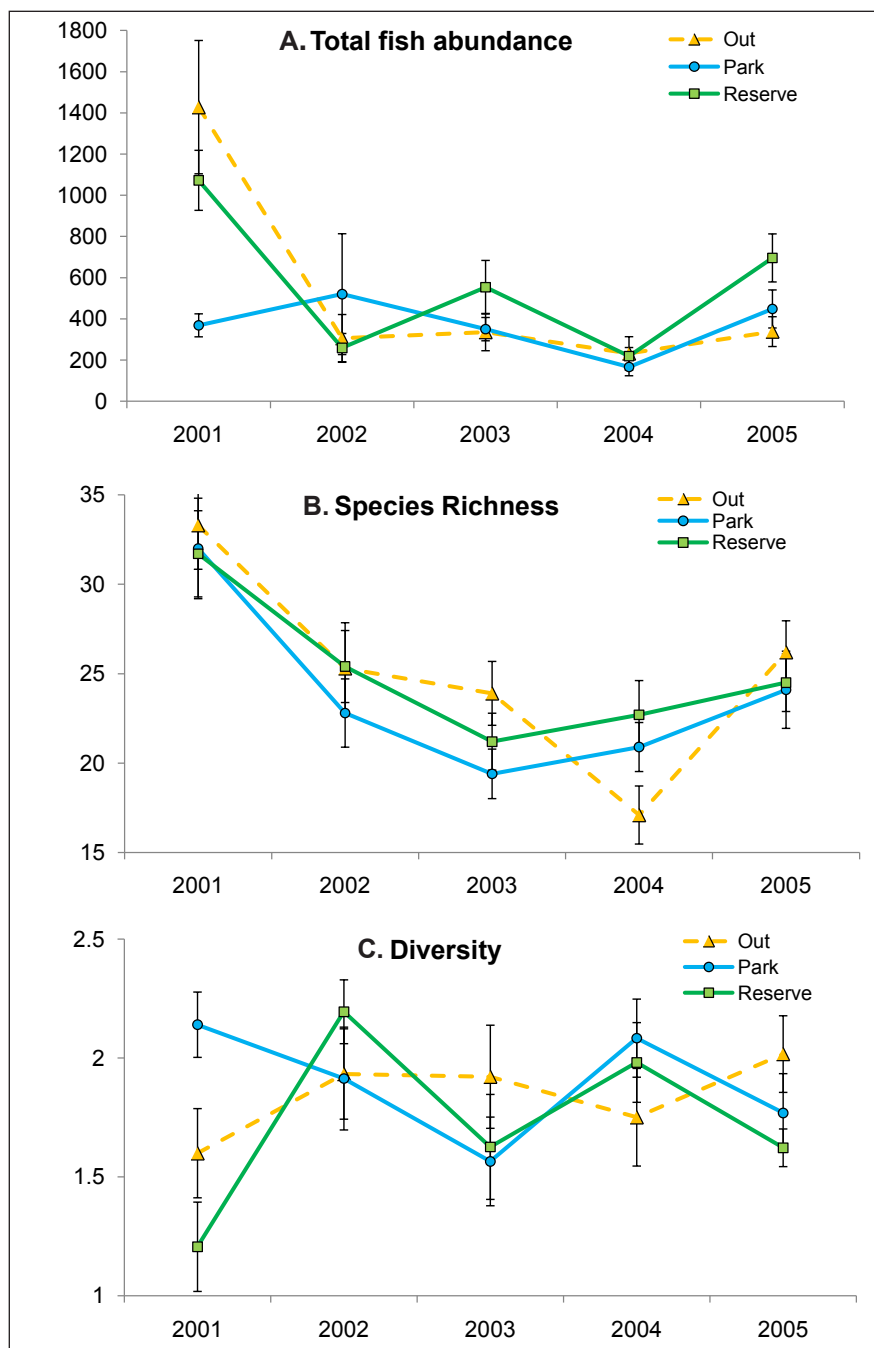 A. Total fish abundance
Out
Park
Reserve
1800
1600
1400
1200
1000
800
600
400
200
0
2001 2002 2003 2004 2005
B. Species Richness
Out
Park
Reserve
35
30
25
20
15
2001 2002 2003 2004 2005
C. Diversity
Out
Park
Reserve
2.5
2
1.5
1
2001 2002 2003 2004 2005